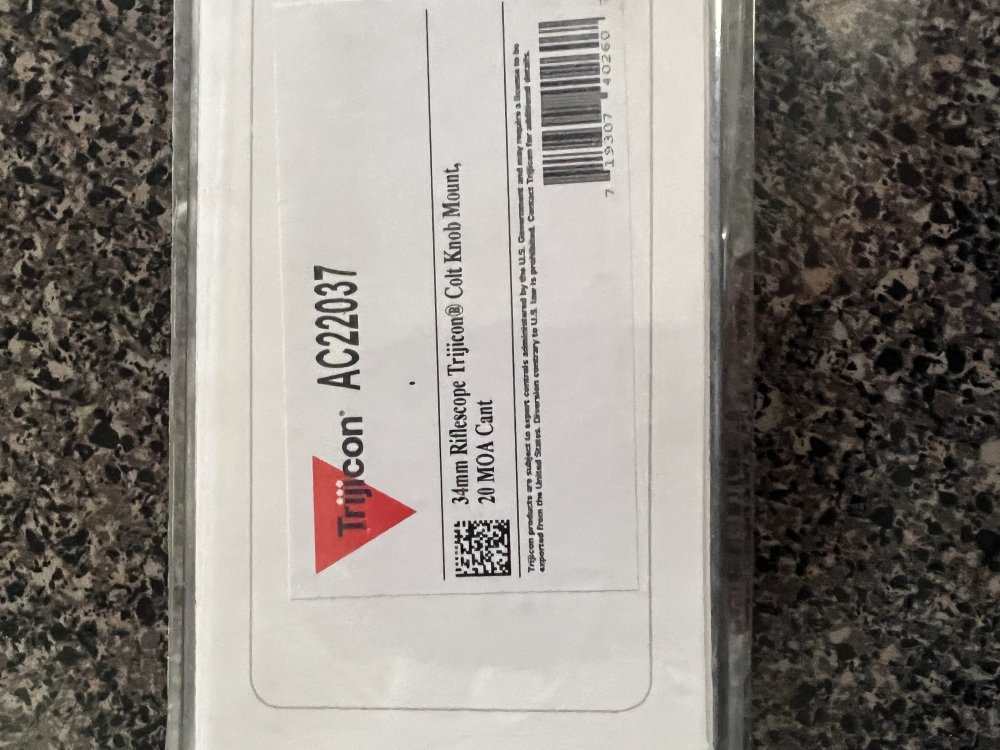 Trijicon® AC22037
34mm Riflescope Trijicon® Colt Knob Mount,
20 MOA Cant
Trijicon products are subject to export controls administered by the U.S. Government and may require a license to be
exported from the United States. Diversion contrary to U.S. law is prohibited. Contact Trijicon for additional details.
7 19307 40260